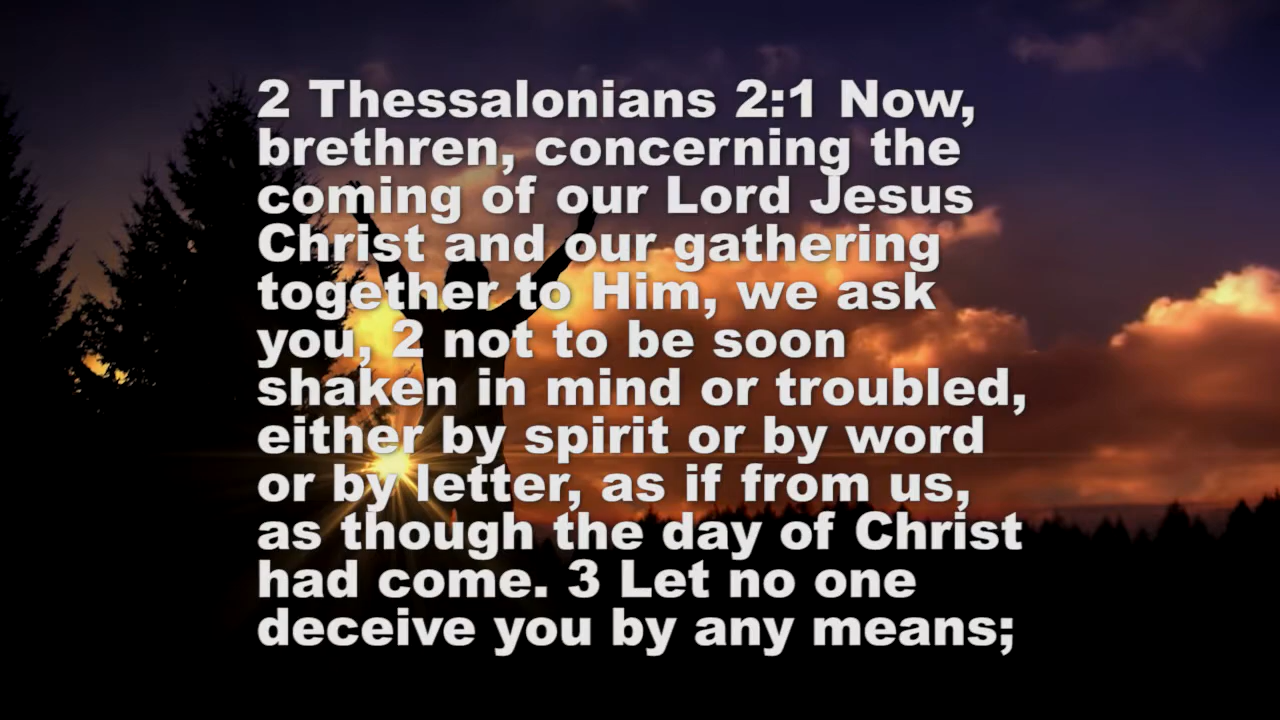 2 Thessalonians 2:1 Now,
brethren, concerning the
coming of our Lord Jesus
Christ and our gathering
together to Him, we ask
you, 2 not to be soon
shaken in mind or troubled,
either by spirit or by word
or by letter, as if from us,
as though the day of Christ
had come. 3 Let no one
deceive you by any means;